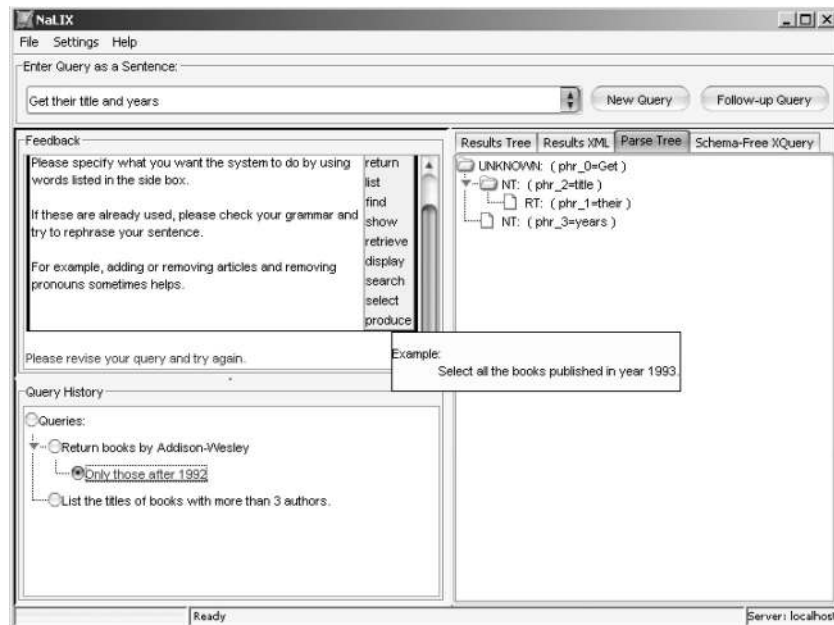 NaLIX
File Settings Help
Enter Query as a Sentence:
Get their title and years
New Query
Follow-up Query
Feedback
Please specify what you want the system to do by using
words listed in the side box.
If these are already used, please check your grammar and
try to rephrase your sentence.
For example, adding or removing articles and removing
pronouns sometimes helps.
return
list
find
show
retrieve
display
search
select
produce
Please revise your query and try again.
Example:
Select all the books published in year 1993.
Query History
Queries:
Return books by Addison-Wesley
Only those after 1992
List the titles of books with more than 3 authors.
Results Tree Results XML Parse Tree Schema-Free XQuery
UNKNOWN: ( phr_0=Get )
NT: ( phr_2=title )
RT: ( phr_1=their )
NT: ( phr_3=years )
Ready
Server: localhost